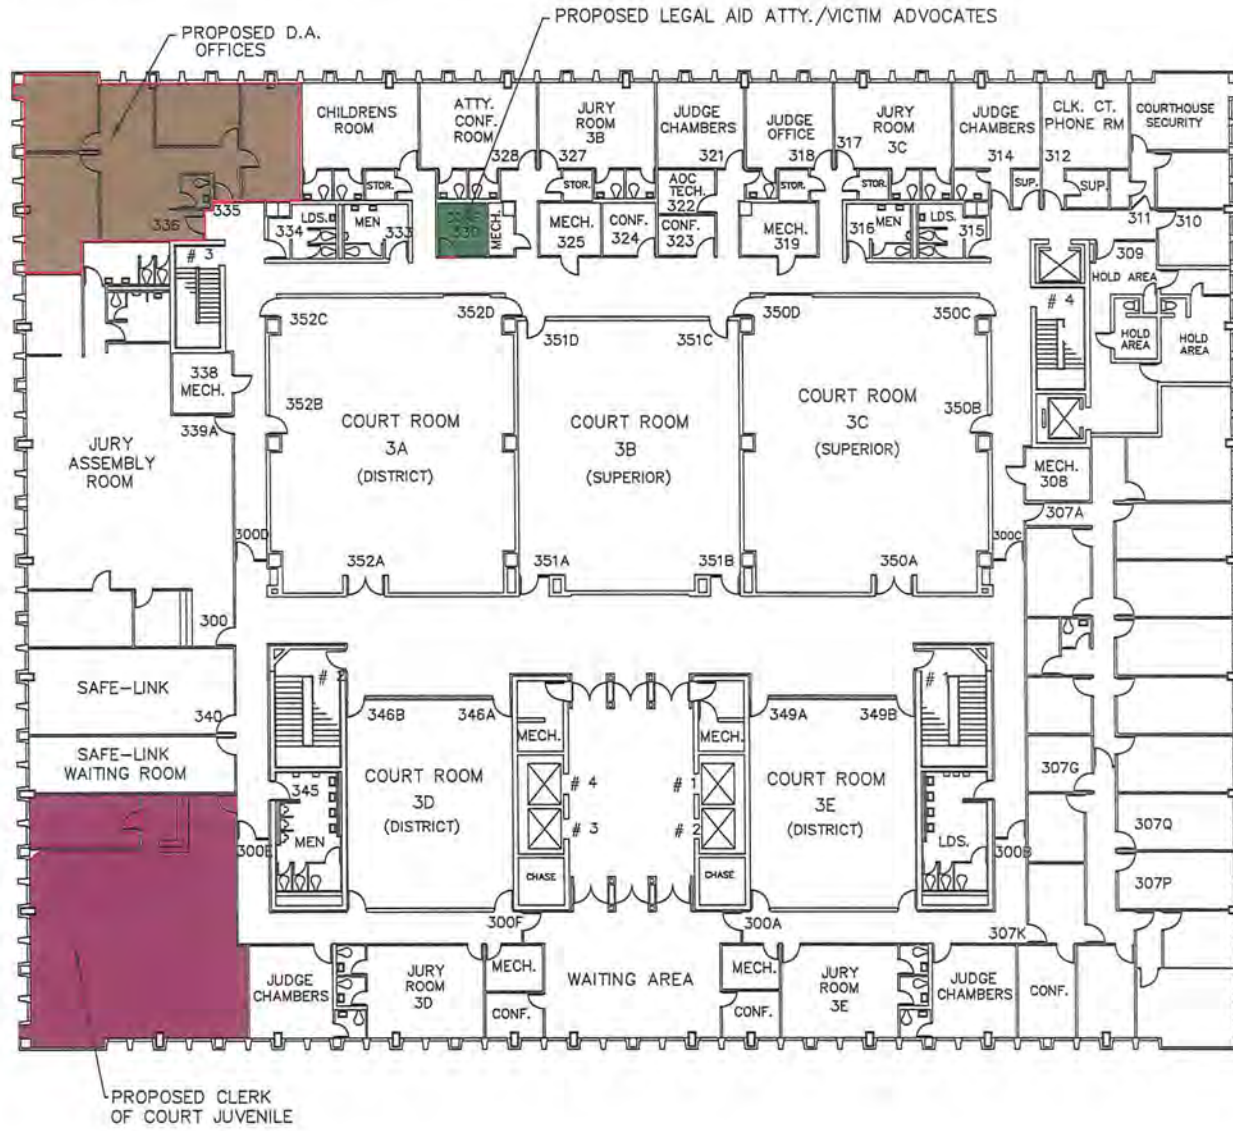 PROPOSED LEGAL AID ATTY./VICTIM ADVOCATES
PROPOSED D.A.
OFFICES
CHILDRENS
ROOM
ATTY.
CONF.
ROOM
328
JURY
ROOM
3B
327
JUDGE
CHAMBERS
321
JUDGE
OFFICE
318
317
JURY
ROOM
3C
JUDGE
CHAMBERS
314
CLK. CT.
PHONE RM
312
COURTHOUSE
SECURITY
STOR.
STOR.
AOC
TECH.
322
STOR.
STOR.
SUP.
SUP.
311
310
335
336
LDS.
334
MEN
333
330
MECH.
MECH.
325
CONF.
324
CONF.
323
MECH.
319
316
MEN
LDS.
315
309
HOLD AREA
# 3
# 4
HOLD
AREA
HOLD
AREA
352C
352D
351D
351C
350D
350C
338
MECH.
339A
352B
COURT ROOM
3A
(DISTRICT)
COURT ROOM
3B
(SUPERIOR)
COURT ROOM
3C
(SUPERIOR)
350B
JURY
ASSEMBLY
ROOM
MECH.
308
307A
300D
352A
351A
351B
350A
300C
300
SAFE-LINK
340
# 2
346B
346A
MECH.
MECH.
349A
349B
# 1
SAFE-LINK
WAITING ROOM
345
MEN
COURT ROOM
3D
(DISTRICT)
# 4
# 3
# 1
# 2
COURT ROOM
3E
(DISTRICT)
LDS.
307G
300E
300B
307Q
CHASE
CHASE
307P
300F
300A
307K
JUDGE
CHAMBERS
JURY
ROOM
3D
MECH.
CONF.
WAITING AREA
MECH.
CONF.
JURY
ROOM
3E
JUDGE
CHAMBERS
CONF.
PROPOSED CLERK
OF COURT JUVENILE